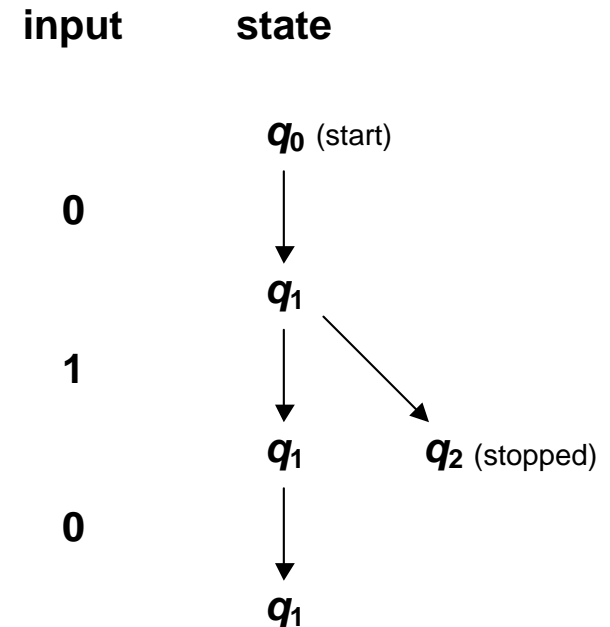 input state
q0 (start)
0
q1
1
q1 q2 (stopped)
0
q1